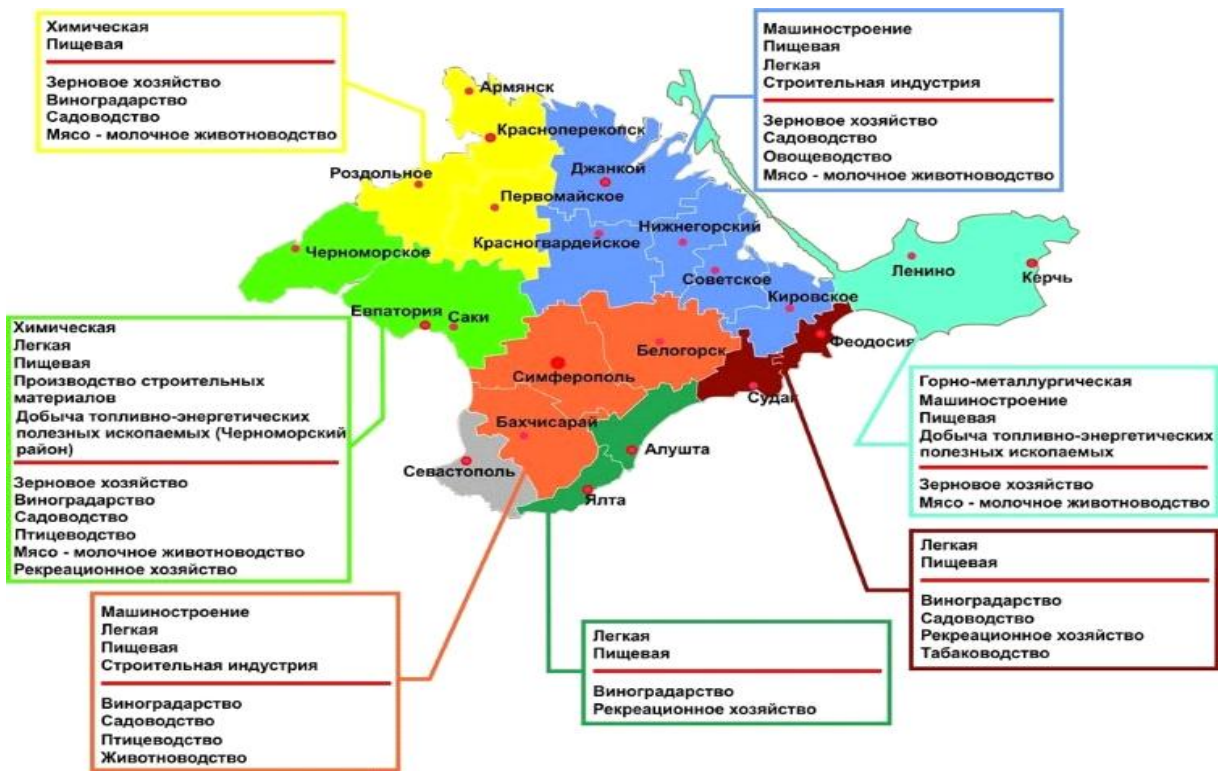 Химическая
Пищевая
Зерновое хозяйство
Виноградарство
Садоводство
Мясо - молочное животноводство
Машиностроение
Пищевая
Легкая
Строительная индустрия
Зерновое хозяйство
Садоводство
Овощеводство
Мясо - молочное животноводство
Армянск
Красноперекопск
Джанкой
Роздольное
Первомайское
Нижнегорский
Красногвардейское
Черноморское
Советское
Ленино
Керчь
Кировское
Евпатория
Саки
Феодосия
Белогорск
Симферополь
Судак
Бахчисарай
Алушта
Севастополь
Ялта
Химическая
Легкая
Пищевая
Производство строительных
материалов
Добыча топливно-энергетических
полезных ископаемых (Черноморский
район)
Зерновое хозяйство
Виноградарство
Садоводство
Птицеводство
Мясо - молочное животноводство
Рекреационное хозяйство
Горно-металлургическая
Машиностроение
Пищевая
Добыча топливно-энергетических
полезных ископаемых
Зерновое хозяйство
Мясо - молочное животноводство
Легкая
Пищевая
Виноградарство
Садоводство
Рекреационное хозяйство
Табаководство
Машиностроение
Легкая
Пищевая
Строительная индустрия
Виноградарство
Садоводство
Птицеводство
Животноводство
Легкая
Пищевая
Виноградарство
Рекреационное хозяйство